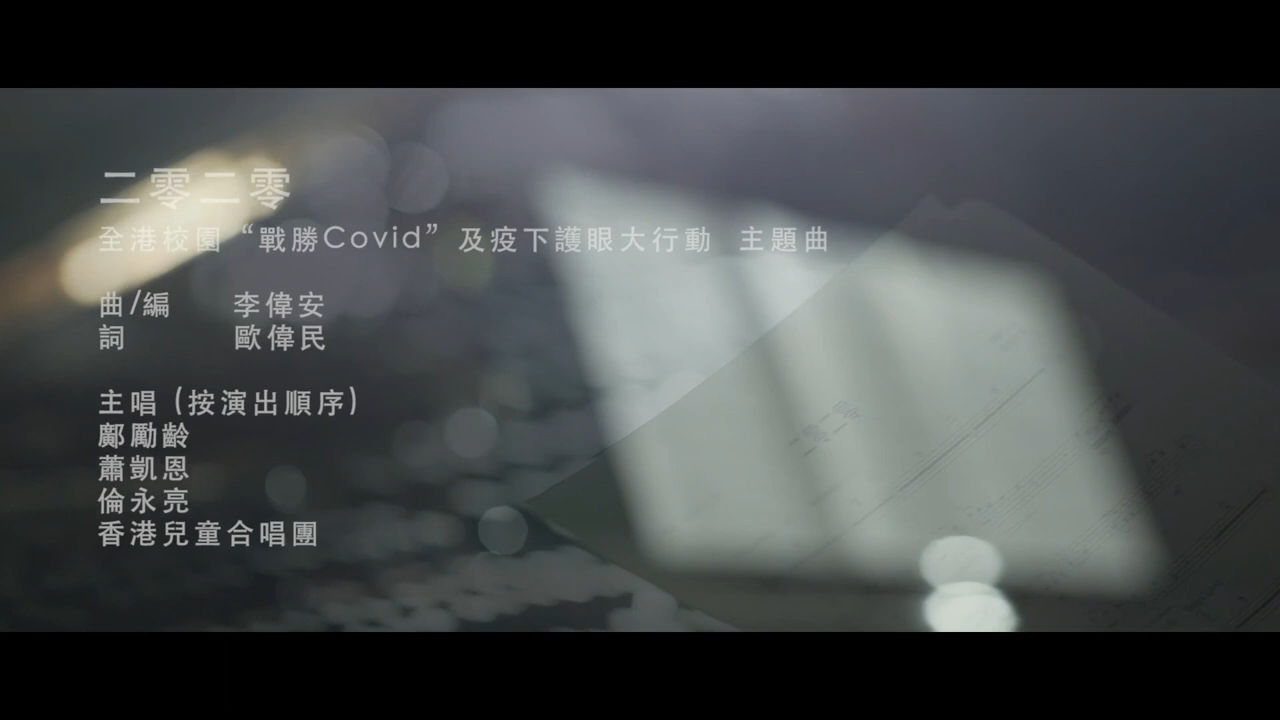 二零二零
全港校園“戰勝Covid”及疫下護眼大行動 主題曲
曲/編 李偉安
詞 歐偉民
主唱（按演出順序）
鄺勵齡
蕭凱恩
倫永亮
香港兒童合唱團